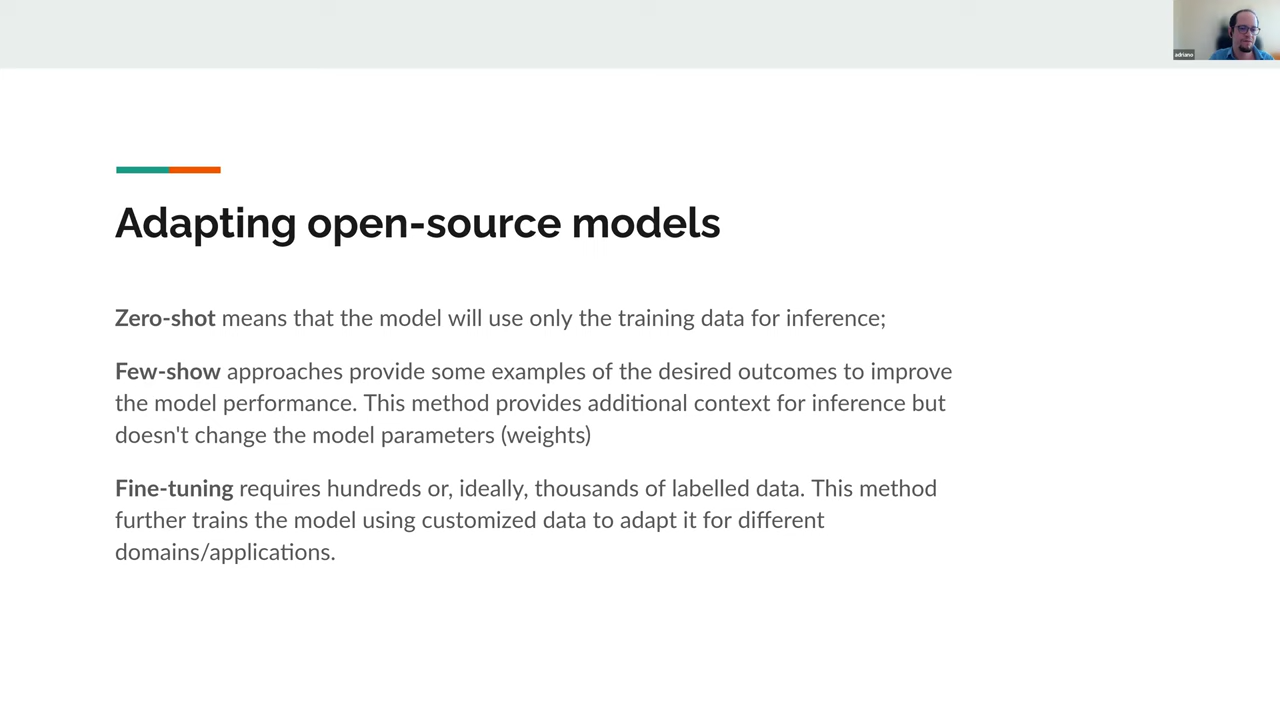 adriano
Adapting open-source models
Zero-shot means that the model will use only the training data for inference;
Few-show approaches provide some examples of the desired outcomes to improve
the model performance. This method provides additional context for inference but
doesn't change the model parameters (weights)
Fine-tuning requires hundreds or, ideally, thousands of labelled data. This method
further trains the model using customized data to adapt it for different
domains/applications.